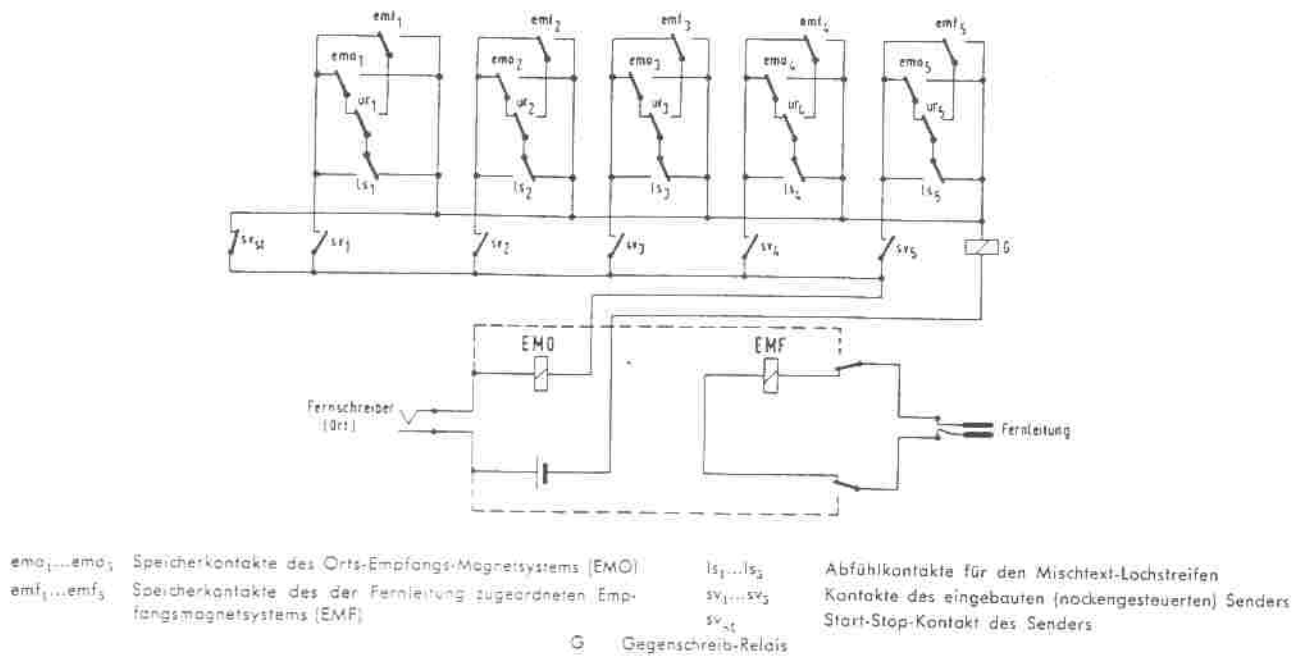 emf₁ emf₂ emf₃ emf₄ emf₅
emo₁ emo₂ emo₃ emo₄ emo₅
ur₁ ur₂ ur₃ ur₄ ur₅
ls₁ ls₂ ls₃ ls₄ ls₅
sv_st sv₁ sv₂ sv₃ sv₄ sv₅ G
EMO EMF
Fernschreiber
(Ort)
Fernleitung
emo₁...emo₅ Speicherkontakte des Orts-Empfangs-Magnetsystems (EMO)
emf₁...emf₅ Speicherkontakte des der Fernleitung zugeordneten Emp-
fangsmagnetsystems (EMF)
ls₁...ls₅ Abfühlkontakte für den Mischtext-Lochstreifen
sv₁...sv₅ Kontakte des eingebauten (nockengesteuerten) Senders
sv_st Start-Stop-Kontakt des Senders
G Gegenschreib-Relais